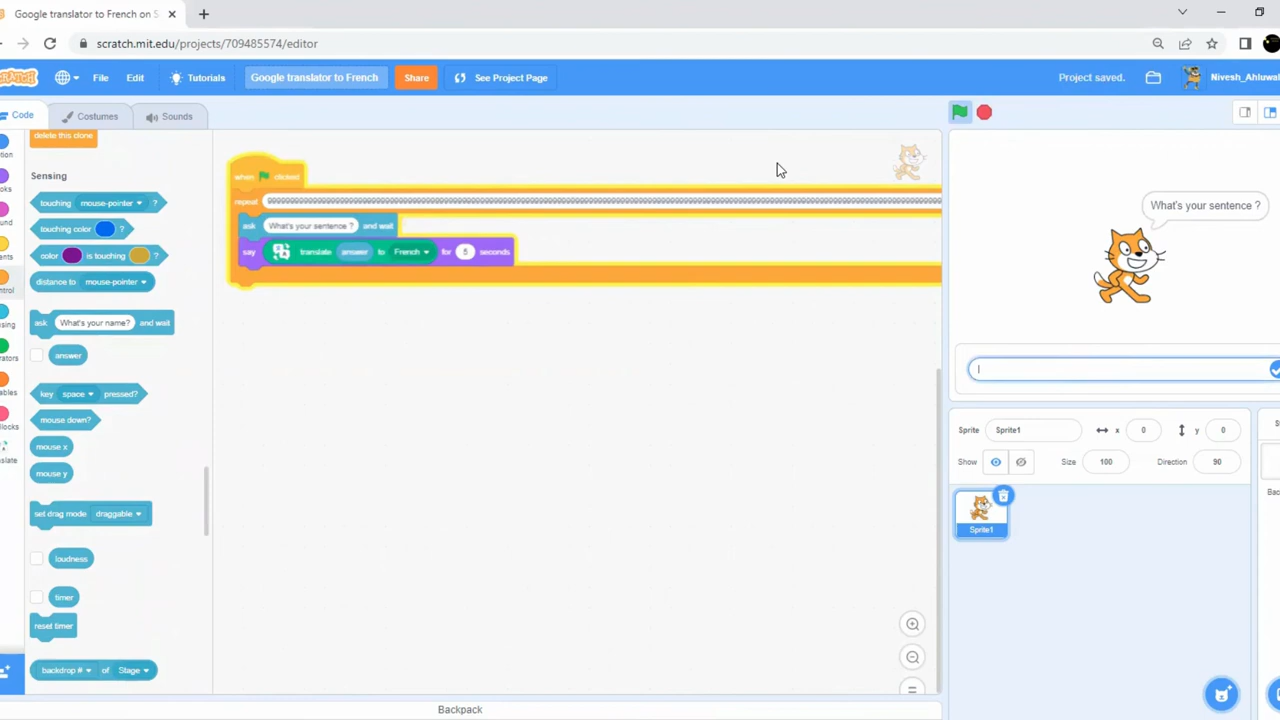 Google translator to French on S
scratch.mit.edu/projects/709485574/editor
File Edit Tutorials Google translator to French Share See Project Page Project saved. Nivesh_Ahluwal
Code Costumes Sounds
delete this clone
Sensing
touching mouse-pointer ?
touching color ?
color is touching ?
distance to mouse-pointer
ask What's your name? and wait
answer
key space pressed?
mouse down?
mouse x
mouse y
set drag mode draggable
loudness
timer
reset timer
backdrop # of Stage
when clicked
repeat
ask What's your sentence ? and wait
say translate answer to French for 5 seconds
What's your sentence ?
Sprite Sprite1 x 0 y 0
Show Size 100 Direction 90
Sprite1
Backpack